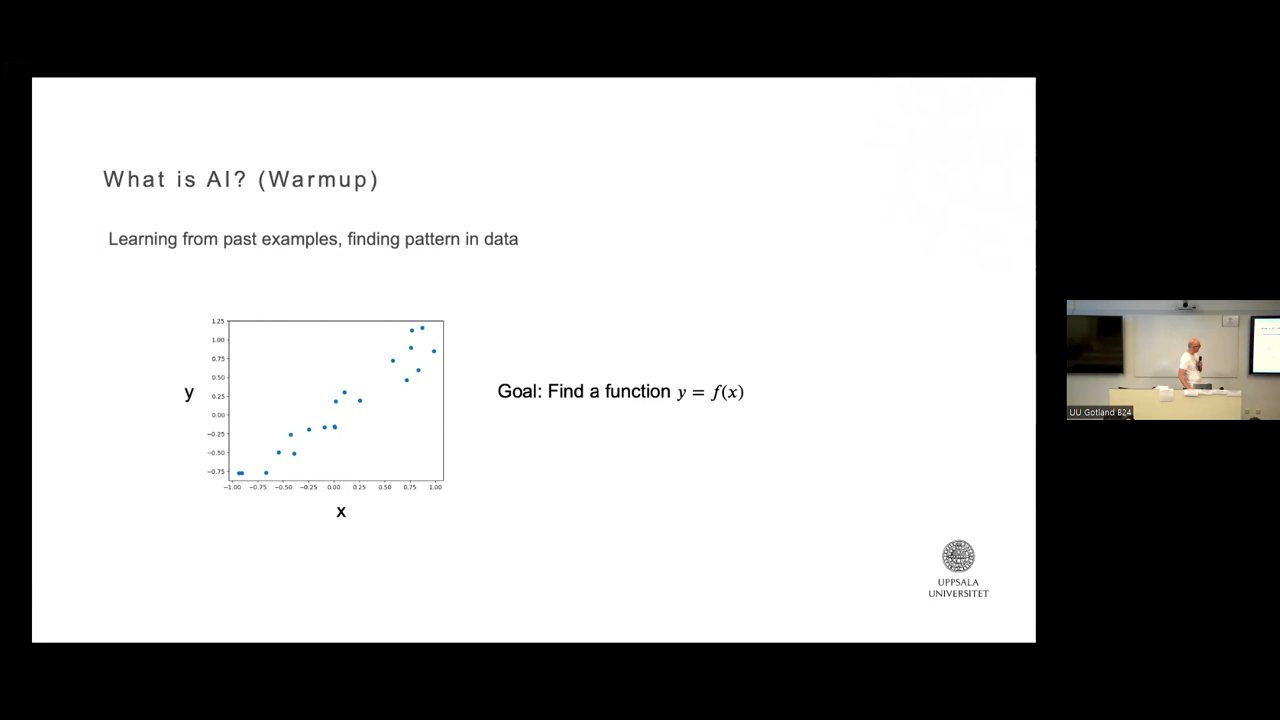 What is AI? (Warmup)
Learning from past examples, finding pattern in data
1.25
1.00
0.75
0.50
0.25
0.00
−0.25
−0.50
−0.75
y
−1.00 −0.75 −0.50 −0.25 0.00 0.25 0.50 0.75 1.00
x
Goal: Find a function y = f(x)
UPPSALA
UNIVERSITET
UU Gotland B24